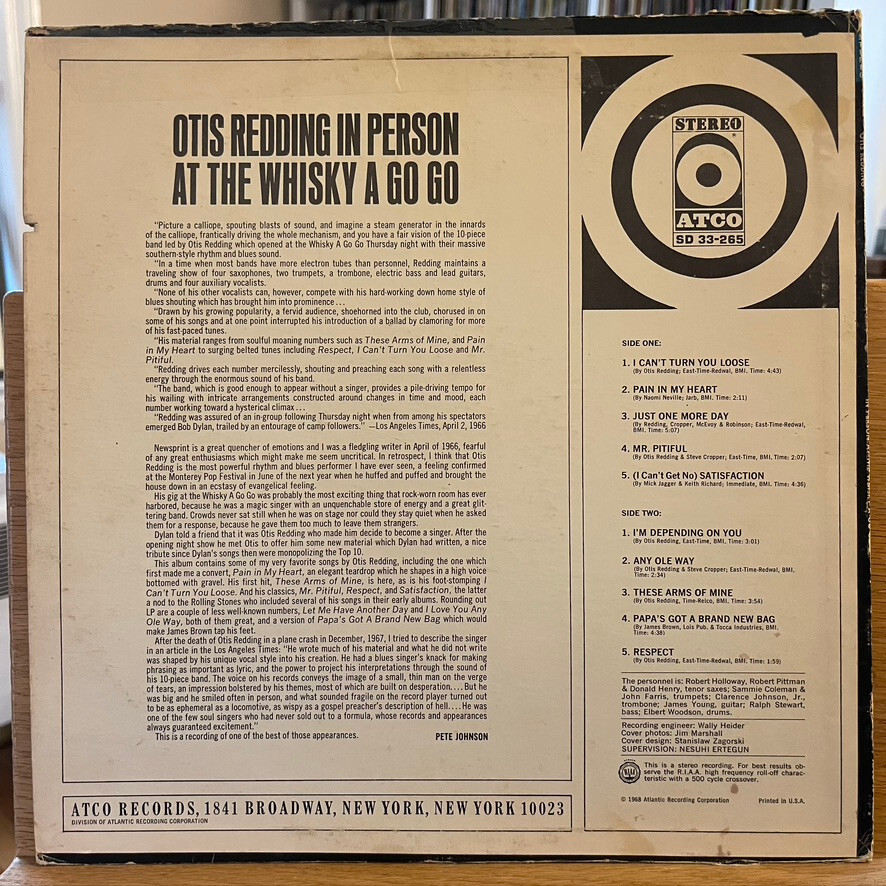 OTIS REDDING IN PERSON
AT THE WHISKY A GO GO
"Picture a calliope, spouting blasts of sound, and imagine a steam generator in the innards
of the calliope, frantically driving the whole mechanism, and you have a fair vision of the 10-piece
band led by Otis Redding which opened at the Whisky A Go Go Thursday night with their massive
southern-style rhythm and blues sound.
"In a time when most bands have more electron tubes than personnel, Redding maintains a
traveling show of four saxophones, two trumpets, a trombone, electric bass and lead guitars,
drums and four auxiliary vocalists.
"None of his other vocalists can, however, compete with his hard-working down home style of
blues shouting which has brought him into prominence...
"Drawn by his growing popularity, a fervid audience, shoehorned into the club, chorused in on
some of his songs and at one point interrupted his introduction of a ballad by clamoring for more
of his fast-paced tunes.
"His material ranges from soulful moaning numbers such as These Arms of Mine, and Pain
in My Heart to surging belted tunes including Respect, I Can't Turn You Loose and Mr.
Pitiful.
"Redding drives each number mercilessly, shouting and preaching each song with a relentless
energy through the enormous sound of his band.
"The band, which is good enough to appear without a singer, provides a pile-driving tempo for
his wailing with intricate arrangements constructed around changes in time and mood, each
number working toward a hysterical climax...
"Redding was assured of an in-group following Thursday night when from among his spectators
emerged Bob Dylan, trailed by an entourage of camp followers." —Los Angeles Times, April 2, 1966
Newsprint is a great quencher of emotions and I was a fledgling writer in April of 1966, fearful
of any great enthusiasms which might make me seem uncritical. In retrospect, I think that Otis
Redding is the most powerful rhythm and blues performer I have ever seen, a feeling confirmed
at the Monterey Pop Festival in June of the next year when he huffed and puffed and brought the
house down in an ecstasy of evangelical feeling.
His gig at the Whisky A Go Go was probably the most exciting thing that rock-worn room has ever
harbored, because he was a magic singer with an unquenchable store of energy and a great glit-
tering band. Crowds never sat still when he was on stage nor could they stay quiet when he asked
them for a response, because he gave them too much to leave them strangers.
Dylan told a friend that it was Otis Redding who made him decide to become a singer. After the
opening night show he met Otis to offer him some new material which Dylan had written, a nice
tribute since Dylan's songs then were monopolizing the Top 10.
This album contains some of my very favorite songs by Otis Redding, including the one which
first made me a convert, Pain in My Heart, an elegant teardrop which he shapes in a high voice
bottomed with gravel. His first hit, These Arms of Mine, is here, as is his foot-stomping I
Can't Turn You Loose. And his classics, Mr. Pitiful, Respect, and Satisfaction, the latter
a nod to the Rolling Stones who included several of his songs in their early albums. Rounding out
LP are a couple of less well-known numbers, Let Me Have Another Day and I Love You Any
Ole Way, both of them great, and a version of Papa's Got A Brand New Bag which would
make James Brown tap his feet.
After the death of Otis Redding in a plane crash in December, 1967, I tried to describe the singer
in an article in the Los Angeles Times: "He wrote much of his material and what he did not write
was shaped by his unique vocal style into his creation. He had a blues singer's knack for making
phrasing as important as lyric, and the power to project his interpretations through the sound of
his 10-piece band. The voice on his records conveys the image of a small, thin man on the verge
of tears, an impression bolstered by his themes, most of which are built on desperation....But he
was big and he smiled often in person, and what sounded fragile on the record player turned out
to be as ephemeral as a locomotive, as wispy as a gospel preacher's description of hell....He was
one of the few soul singers who had never sold out to a formula, whose records and appearances
always guaranteed excitement."
This is a recording of one of the best of those appearances. PETE JOHNSON
ATCO RECORDS, 1841 BROADWAY, NEW YORK, NEW YORK 10023
DIVISION OF ATLANTIC RECORDING CORPORATION
STEREO
ATCO
SD 33-265
SIDE ONE:
1. I CAN'T TURN YOU LOOSE
(By Otis Redding; East-Time-Redwal, BMI. Time: 4:43)
2. PAIN IN MY HEART
(By Naomi Neville; Jarb, BMI. Time: 2:11)
3. JUST ONE MORE DAY
(By Redding, Cropper, McEvoy & Robinson; East-Time-Redwal,
BMI. Time: 5:07)
4. MR. PITIFUL
(By Otis Redding & Steve Cropper; East-Time, BMI. Time: 2:07)
5. (I Can't Get No) SATISFACTION
(By Mick Jagger & Keith Richard; Immediate, BMI. Time: 4:36)
SIDE TWO:
1. I'M DEPENDING ON YOU
(By Otis Redding, East-Time, BMI. Time: 3:01)
2. ANY OLE WAY
(By Otis Redding & Steve Cropper; East-Time-Redwal, BMI.
Time: 2:34)
3. THESE ARMS OF MINE
(By Otis Redding, Time-Relco, BMI. Time: 3:54)
4. PAPA'S GOT A BRAND NEW BAG
(By James Brown, Lois Pub. & Tocca Industries, BMI.
Time: 4:38)
5. RESPECT
(By Otis Redding, East-Time-Redwal, BMI. Time: 1:59)
The personnel is: Robert Holloway, Robert Pittman
& Donald Henry, tenor saxes; Sammie Coleman &
John Farris, trumpets; Clarence Johnson, Jr.,
trombone; James Young, guitar; Ralph Stewart,
bass; Elbert Woodson, drums.
Recording engineer: Wally Heider
Cover photos: Jim Marshall
Cover design: Stanislaw Zagorski
SUPERVISION: NESUHI ERTEGUN
This is a stereo recording. For best results ob-
serve the R.I.A.A. high frequency roll-off charac-
teristic with a 500 cycle crossover.
© 1968 Atlantic Recording Corporation Printed in U.S.A.